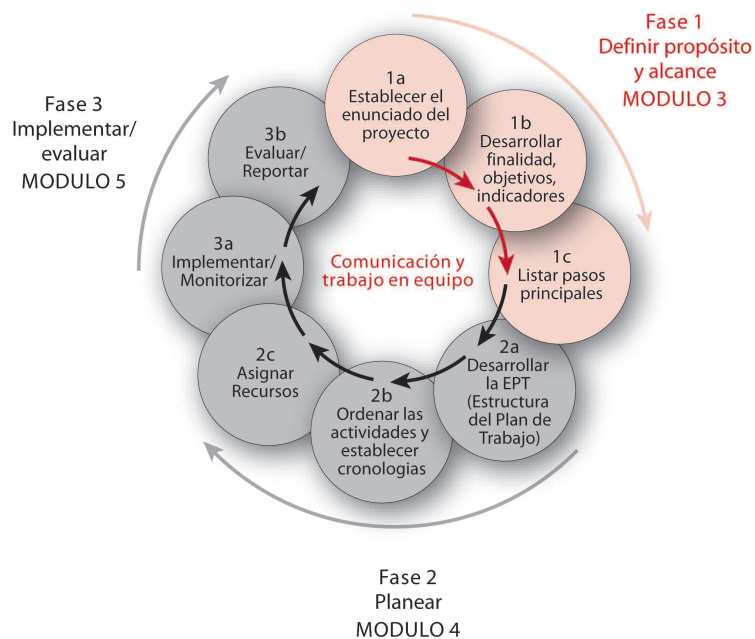 Fase 1
Definir propósito
y alcance
MODULO 3
1a
Establecer el
enunciado del
proyecto
1b
Desarrollar
finalidad,
objetivos,
indicadores
1c
Listar pasos
principales
2a
Desarrollar
la EPT
(Estructura
del Plan de
Trabajo)
2b
Ordenar las
actividades y
establecer
cronologias
2c
Asignar
Recursos
3a
Implementar/
Monitorizar
3b
Evaluar/
Reportar
Comunicación y
trabajo en equipo
Fase 3
Implementar/
evaluar
MODULO 5
Fase 2
Planear
MODULO 4